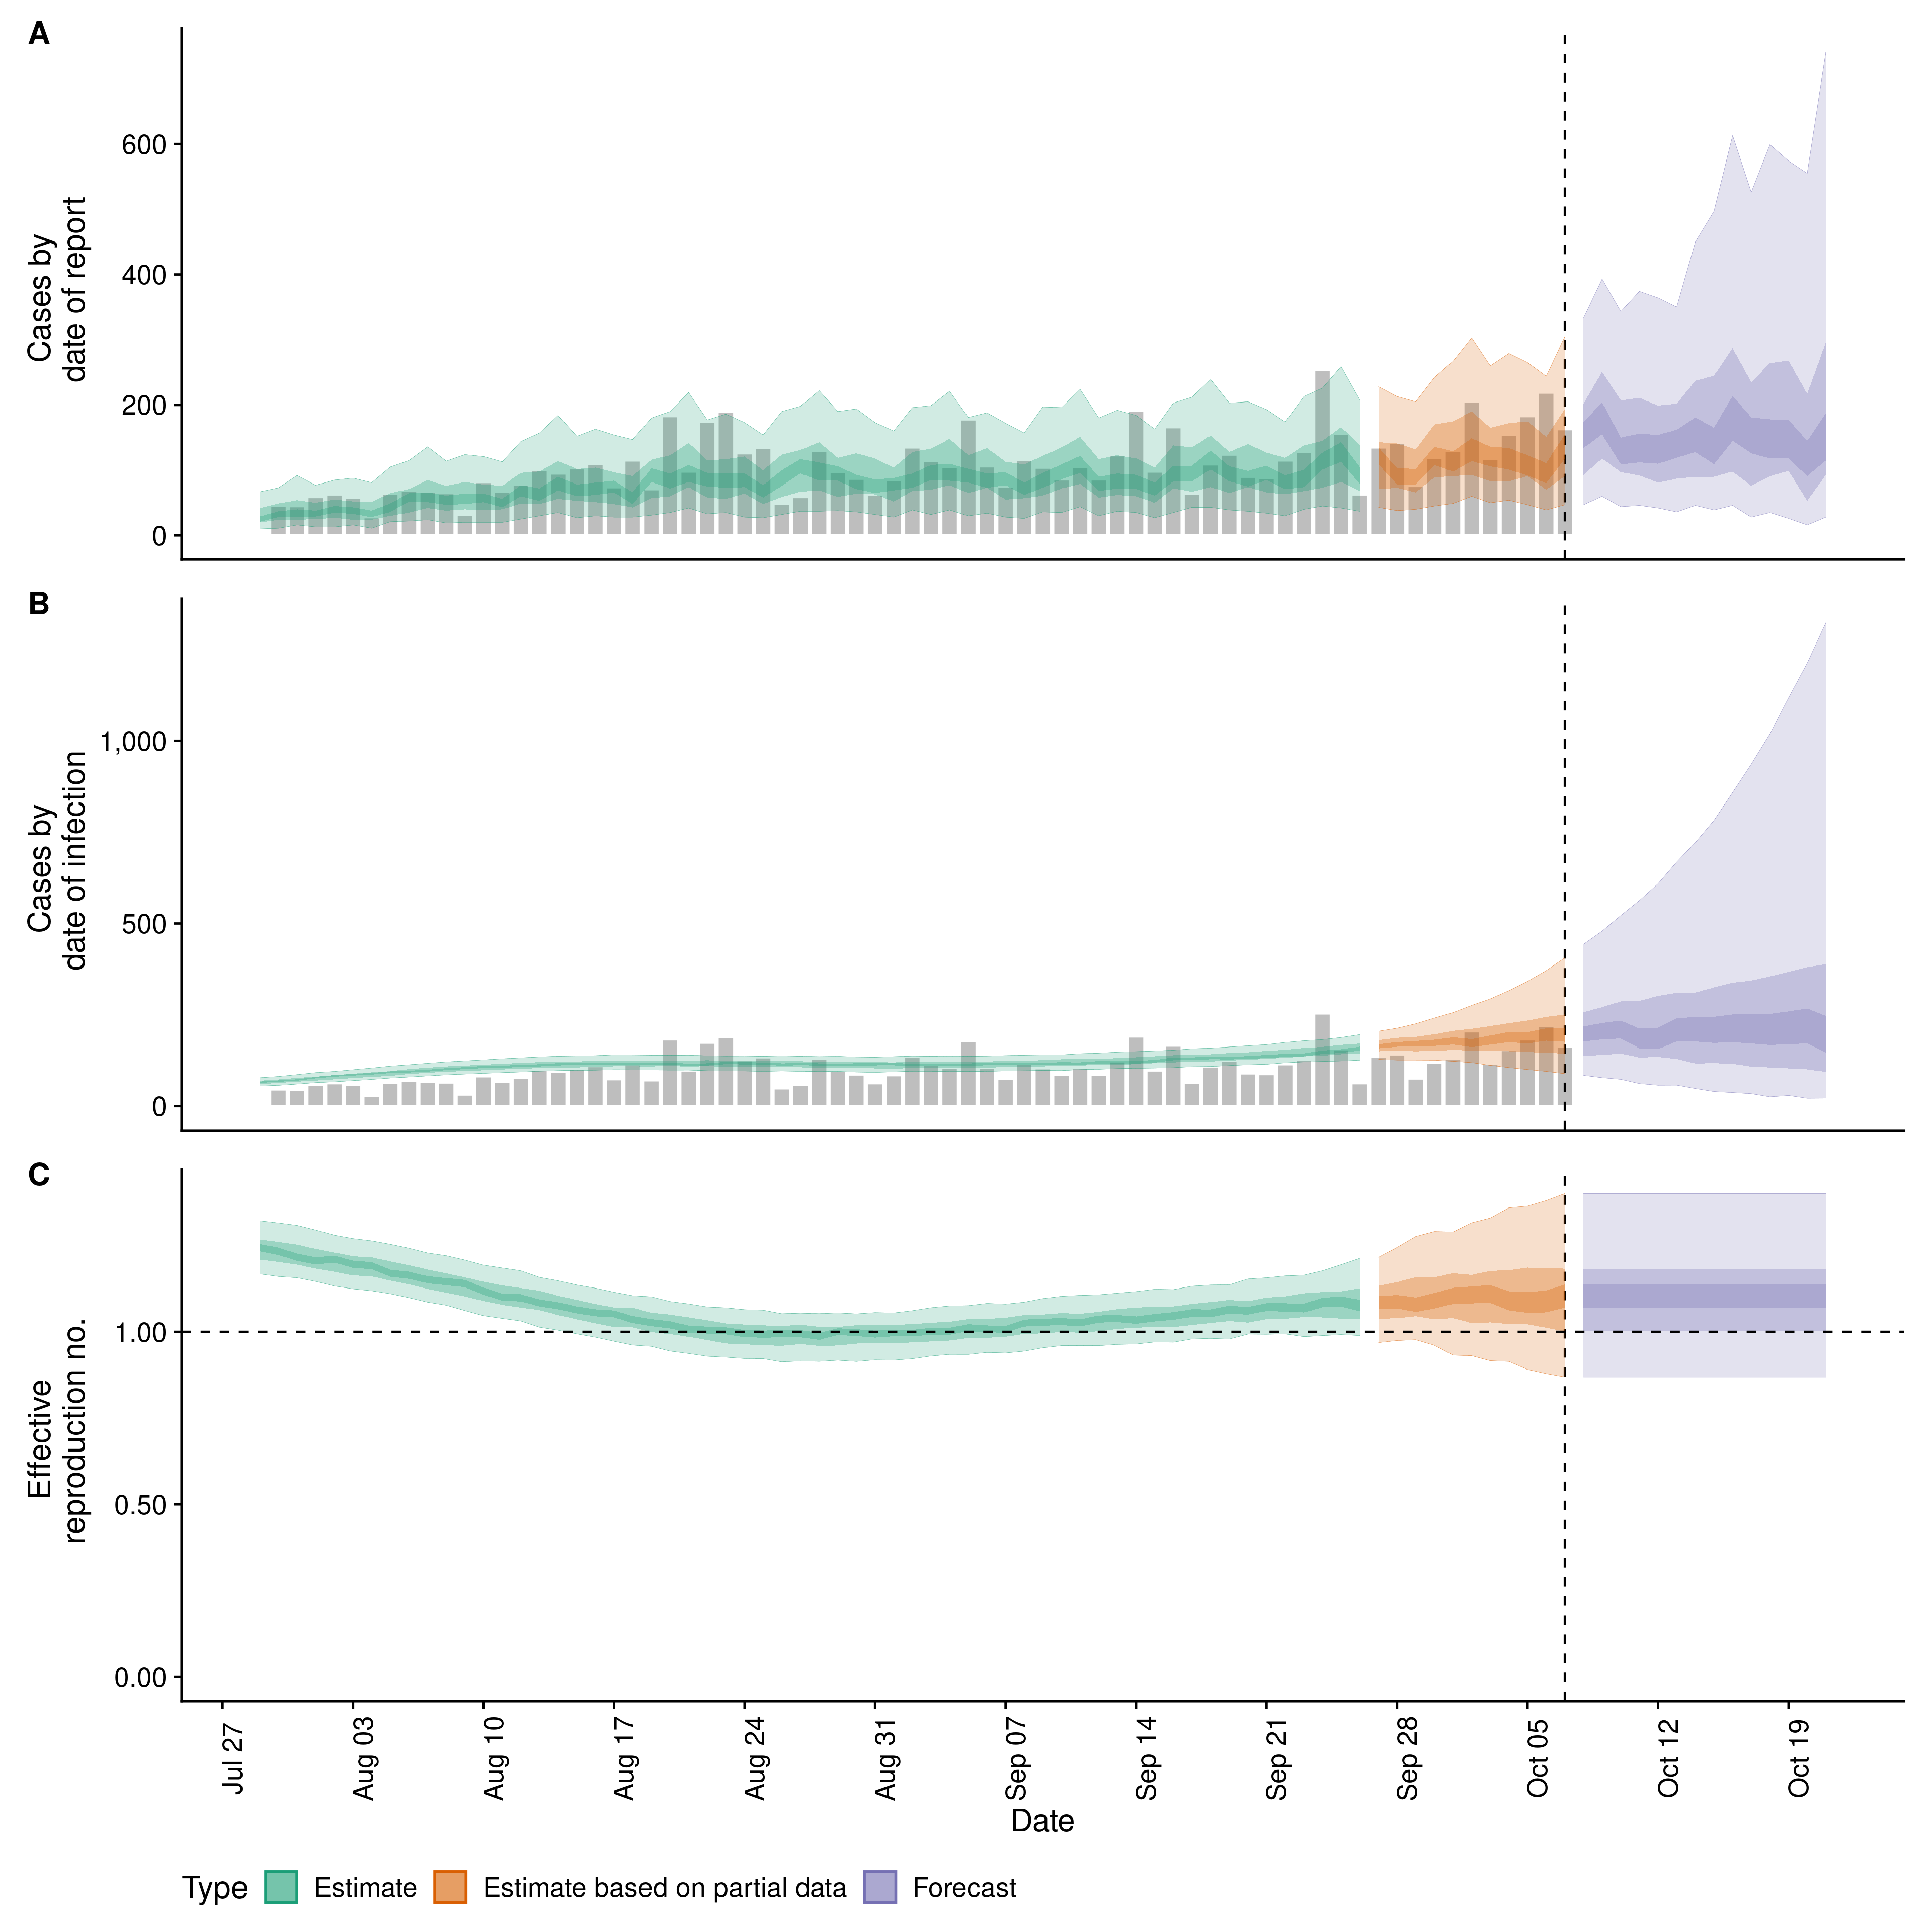 A
Cases by
date of report
600
400
200
0
B
Cases by
date of infection
1,000
500
0
C
Effective
reproduction no.
1.00
0.50
0.00
Jul 27
Aug 03
Aug 10
Aug 17
Aug 24
Aug 31
Sep 07
Sep 14
Sep 21
Sep 28
Oct 05
Oct 12
Oct 19
Date
Type Estimate Estimate based on partial data Forecast